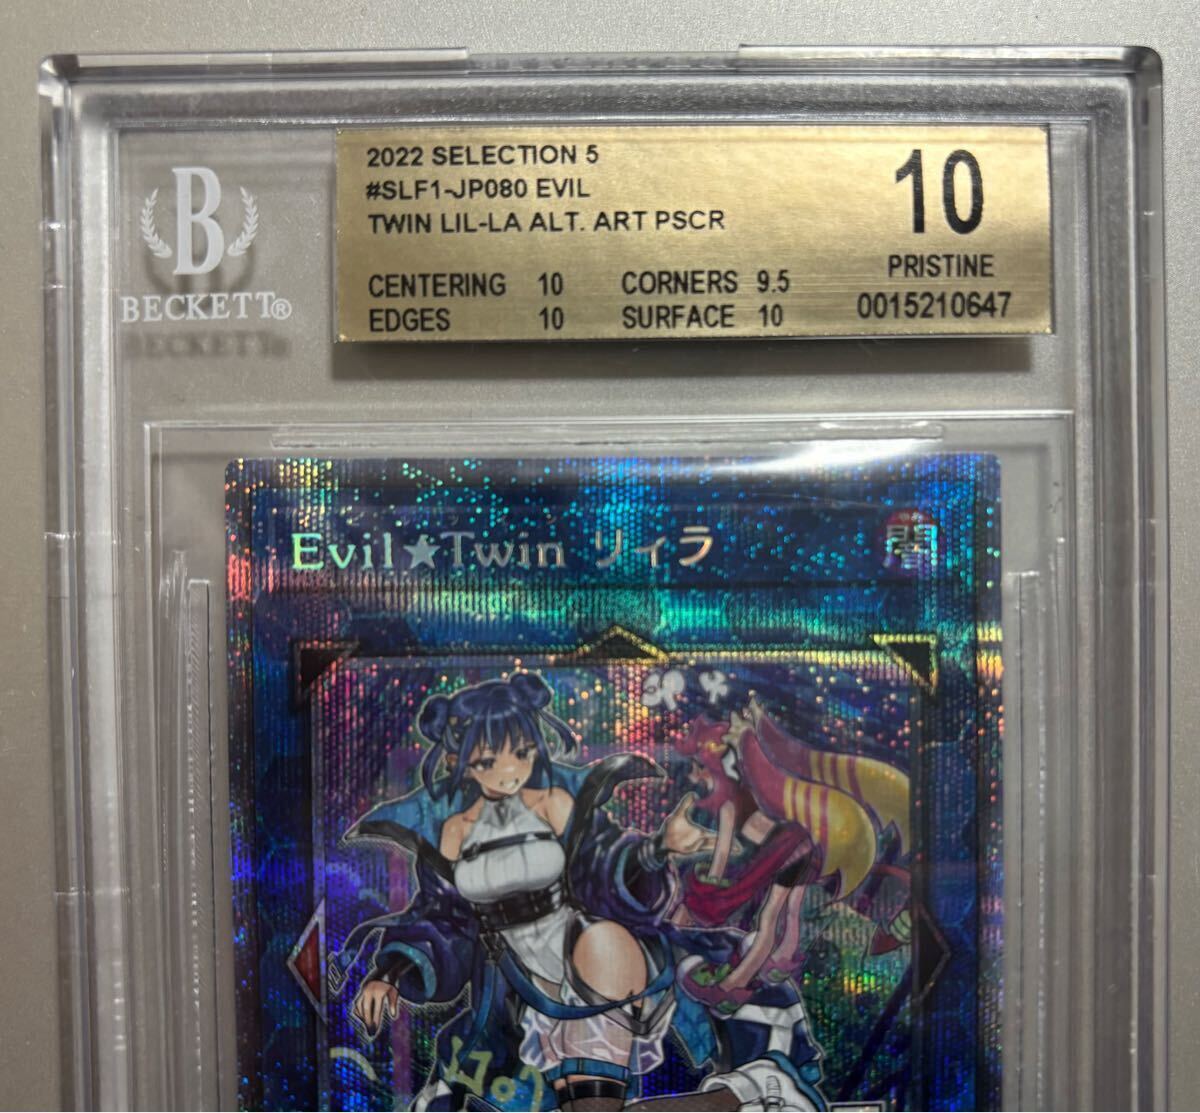 B
BECKETT®
2022 SELECTION 5
#SLF1-JP080 EVIL
TWIN LIL-LA ALT. ART PSCR
10
PRISTINE
0015210647
CENTERING 10 CORNERS 9.5
EDGES 10 SURFACE 10
Evil★Twin リィラ
闇